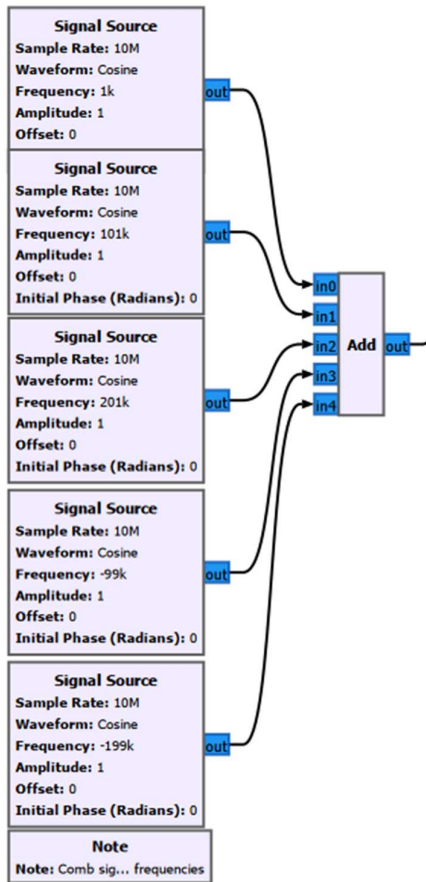 Signal Source
Sample Rate: 10M
Waveform: Cosine
Frequency: 1k
Amplitude: 1
Offset: 0
out
Signal Source
Sample Rate: 10M
Waveform: Cosine
Frequency: 101k
Amplitude: 1
Offset: 0
Initial Phase (Radians): 0
out
Signal Source
Sample Rate: 10M
Waveform: Cosine
Frequency: 201k
Amplitude: 1
Offset: 0
Initial Phase (Radians): 0
out
Signal Source
Sample Rate: 10M
Waveform: Cosine
Frequency: -99k
Amplitude: 1
Offset: 0
Initial Phase (Radians): 0
out
Signal Source
Sample Rate: 10M
Waveform: Cosine
Frequency: -199k
Amplitude: 1
Offset: 0
Initial Phase (Radians): 0
out
Note
Note: Comb sig... frequencies
in0
in1
in2
in3
in4
Add
out